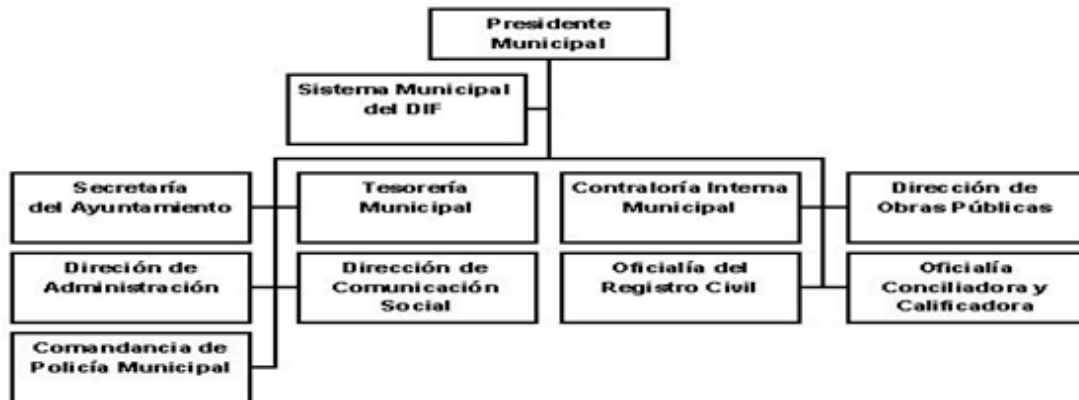 Presidente
Municipal
Sistema Municipal
del DIF
Secretaría
del Ayuntamiento
Tesorería
Municipal
Contraloría Interna
Municipal
Dirección de
Obras Públicas
Direción de
Administración
Dirección de
Comunicación
Social
Oficialía del
Registro Civil
Oficialía
Conciliadora y
Calificadora
Comandancia de
Policía Municipal